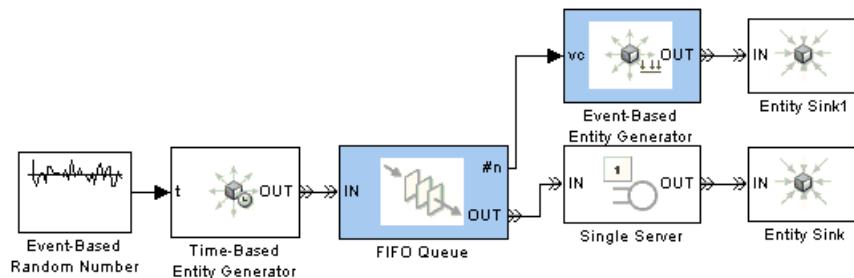 vc
OUT
IN
Event-Based
Entity Generator
Entity Sink1
t
OUT
IN
#n
OUT
1
IN
OUT
IN
Event-Based
Random Number
Time-Based
Entity Generator
FIFO Queue
Single Server
Entity Sink